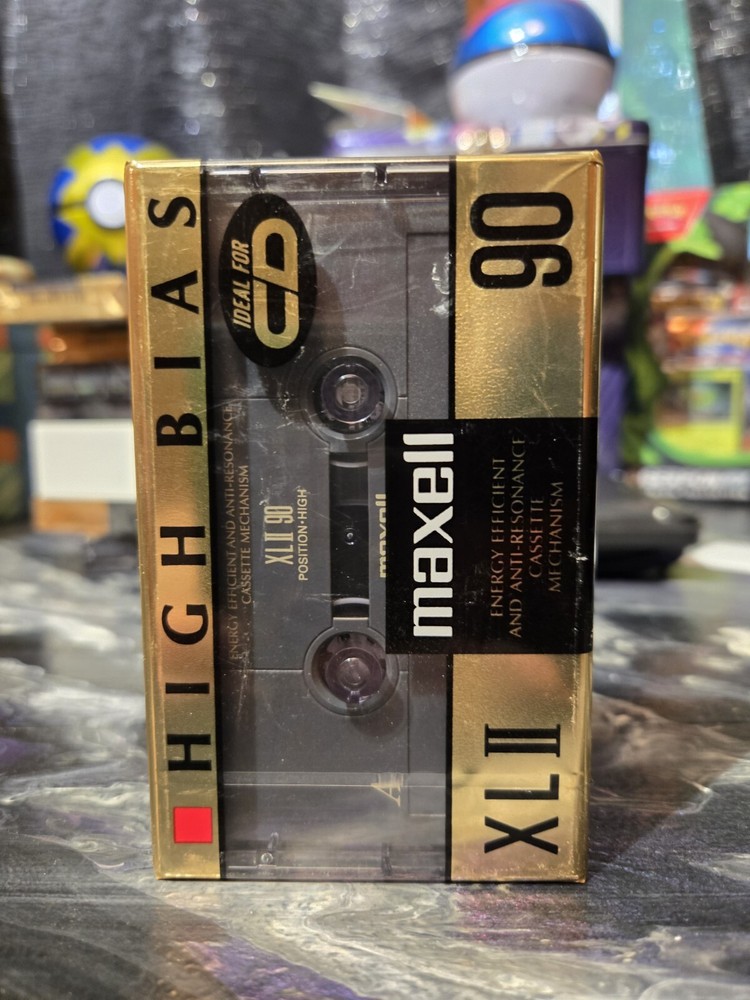 HIGH BIAS
IDEAL FOR
CD
ENERGY EFFICIENT AND ANTI-RESONANCE
CASSETTE MECHANISM
XLII 90
POSITION•HIGH
maxell
A
maxell
ENERGY EFFICIENT
AND ANTI-RESONANCE
CASSETTE
MECHANISM
XLII
90